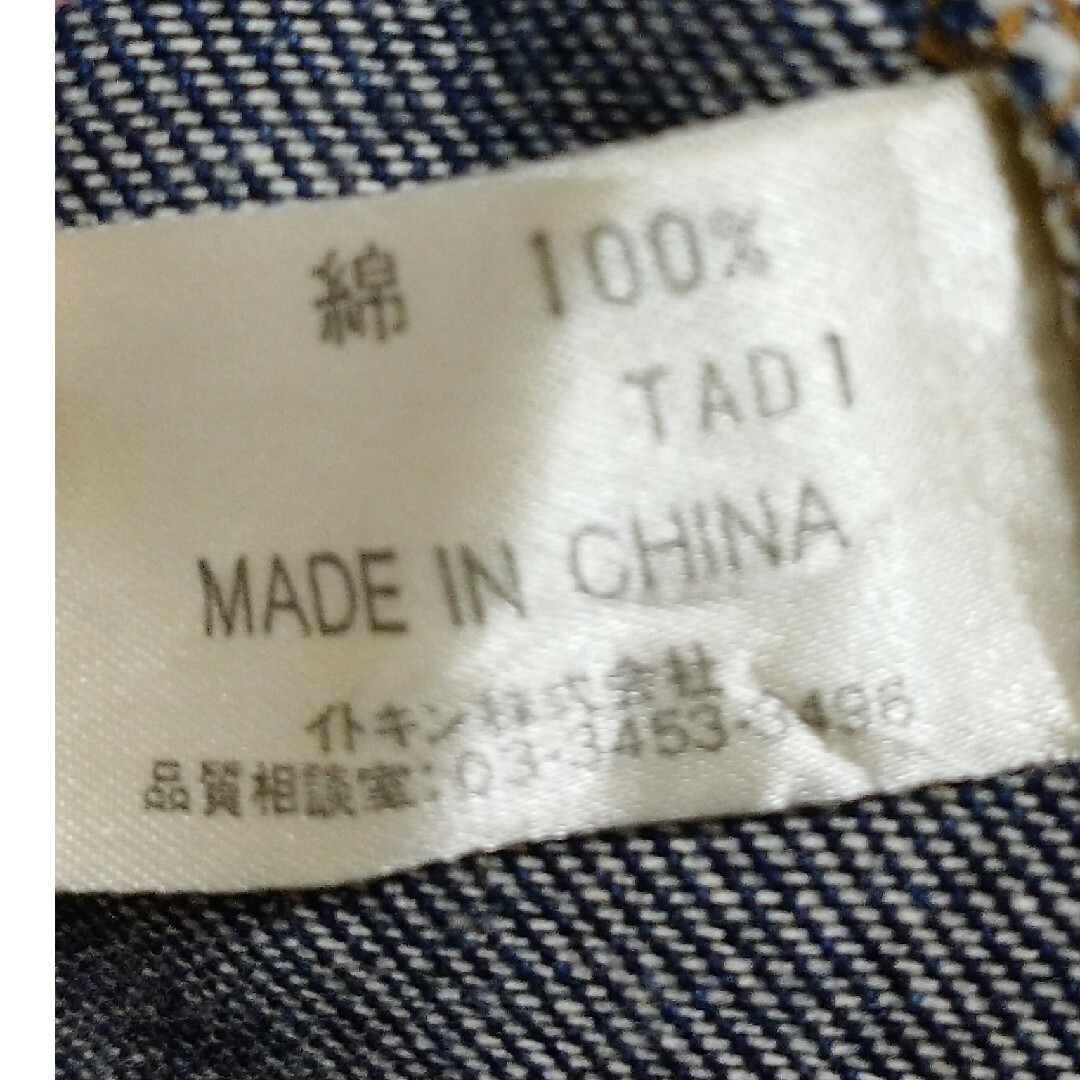 綿 100%
TAD1
MADE IN CHINA
イトキン株式会社
品質相談室:03-3453-3496